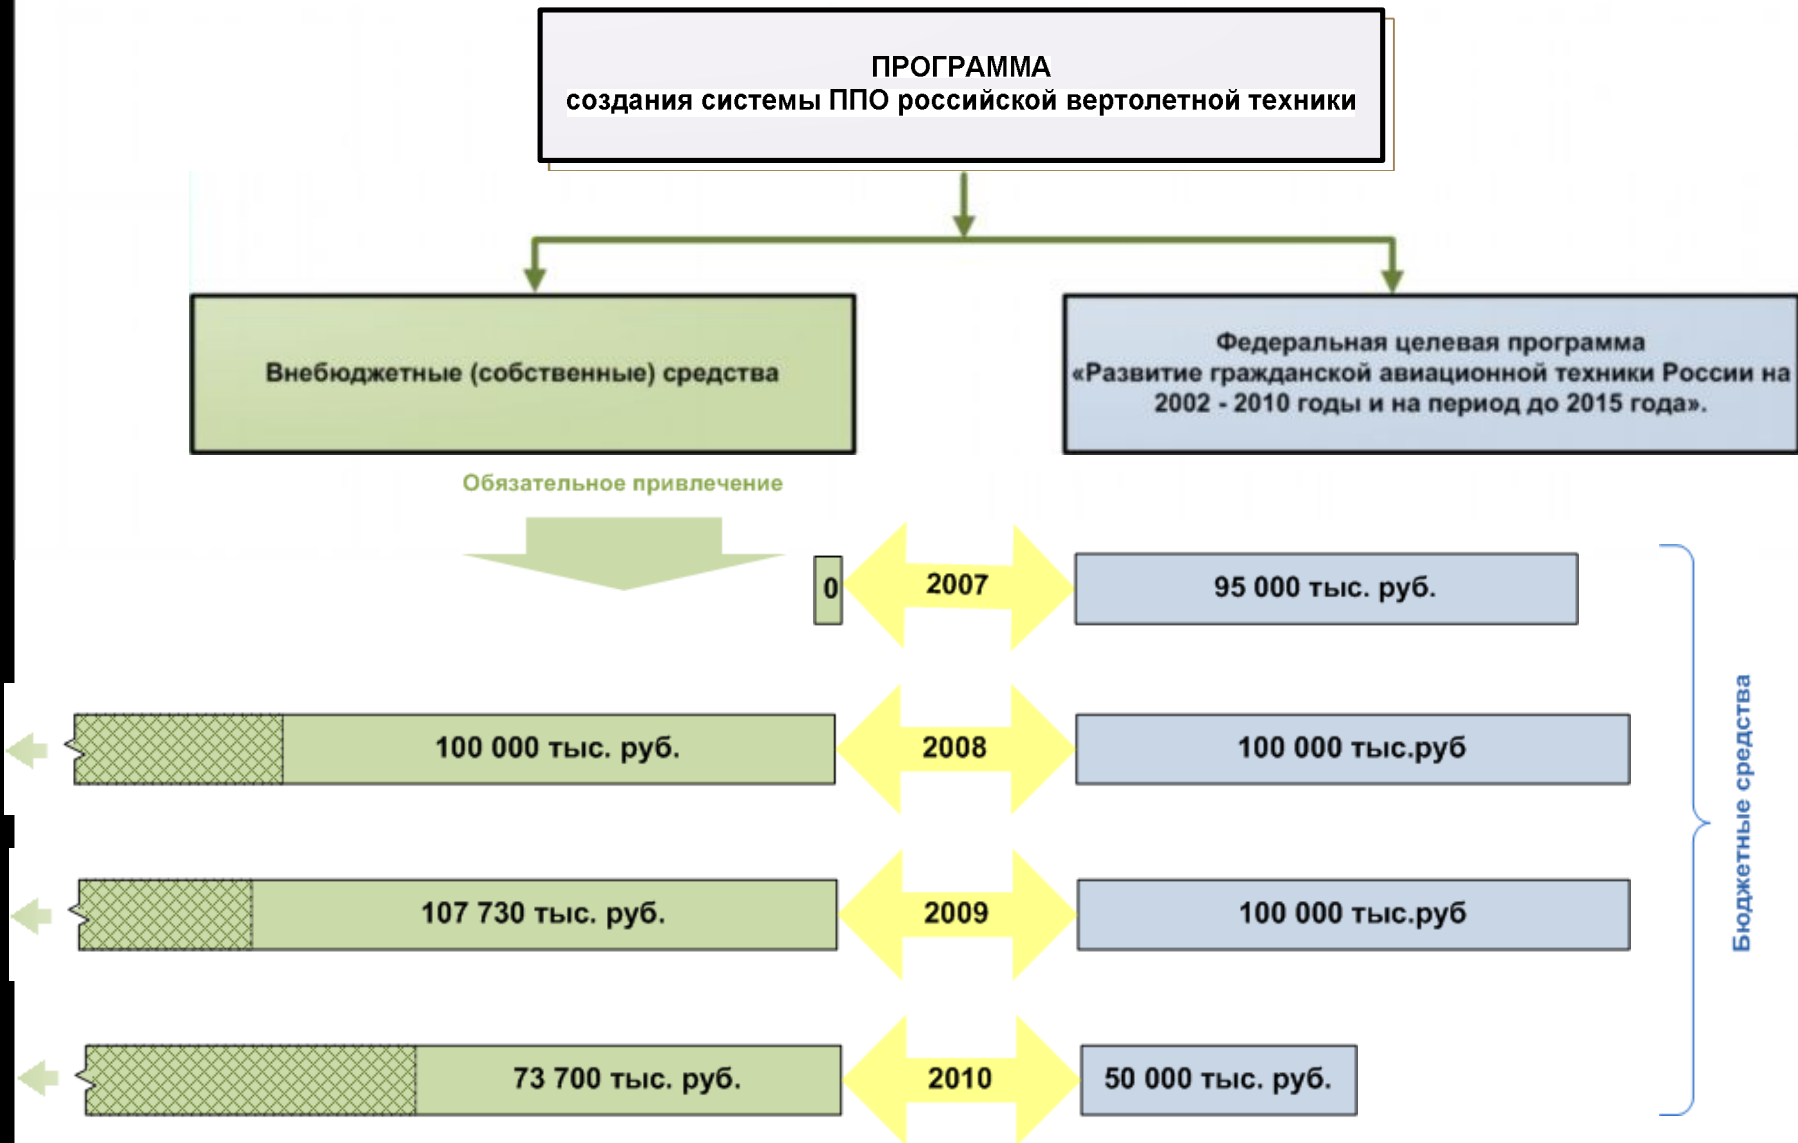 ПРОГРАММА
создания системы ППО российской вертолетной техники
Внебюджетные (собственные) средства
Федеральная целевая программа
«Развитие гражданской авиационной техники России на
2002 - 2010 годы и на период до 2015 года».
Обязательное привлечение
0
2007
95 000 тыс. руб.
100 000 тыс. руб.
2008
100 000 тыс.руб
107 730 тыс. руб.
2009
100 000 тыс.руб
73 700 тыс. руб.
2010
50 000 тыс. руб.
Бюджетные средства